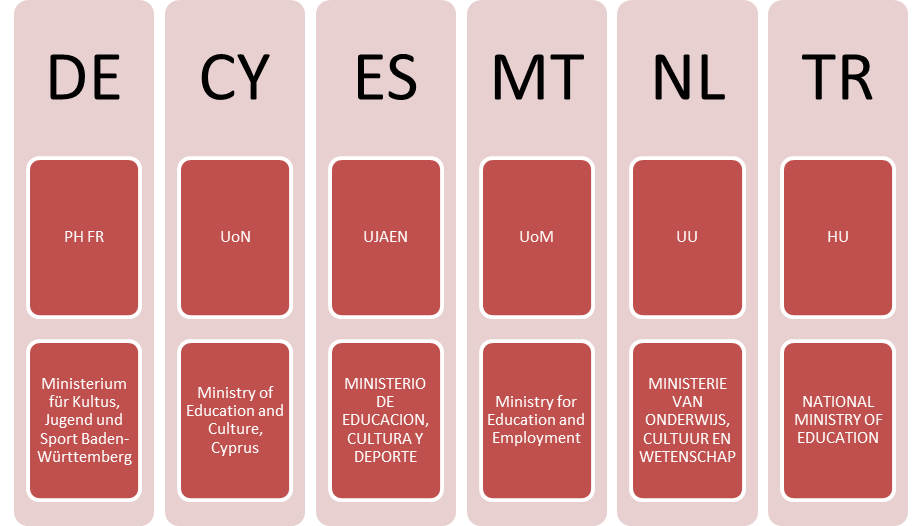 DE
PH FR
Ministerium
für Kultus,
Jugend und
Sport Baden-
Württemberg
CY
UoN
Ministry of
Education and
Culture,
Cyprus
ES
UJAEN
MINISTERIO
DE
EDUCACION,
CULTURA Y
DEPORTE
MT
UoM
Ministry for
Education and
Employment
NL
UU
MINISTERIE
VAN
ONDERWIJS,
CULTUUR EN
WETENSCHAP
TR
HU
NATIONAL
MINISTRY OF
EDUCATION